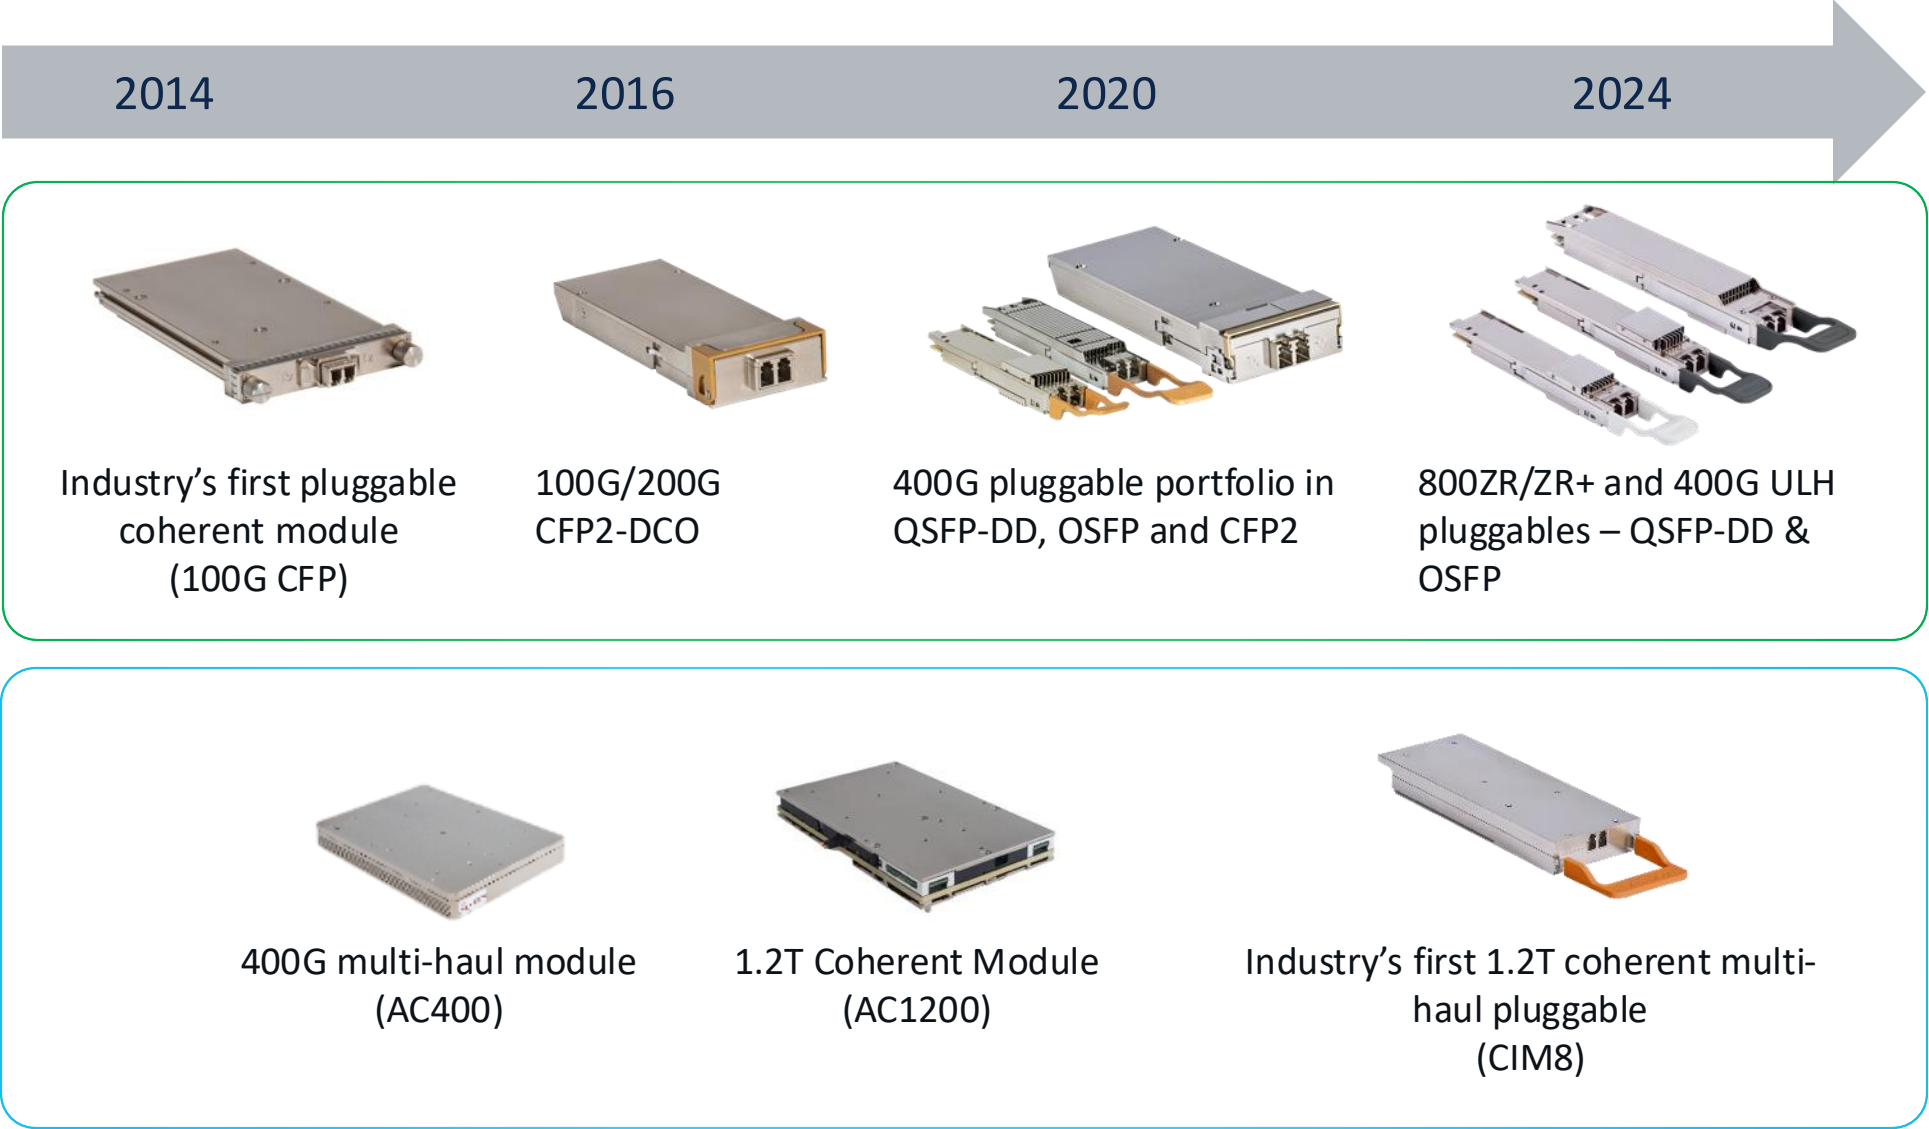 2014
2016
2020
2024
Industry’s first pluggable
coherent module
(100G CFP)
100G/200G
CFP2-DCO
400G pluggable portfolio in
QSFP-DD, OSFP and CFP2
800ZR/ZR+ and 400G ULH
pluggables – QSFP-DD &
OSFP
400G multi-haul module
(AC400)
1.2T Coherent Module
(AC1200)
Industry’s first 1.2T coherent multi-
haul pluggable
(CIM8)